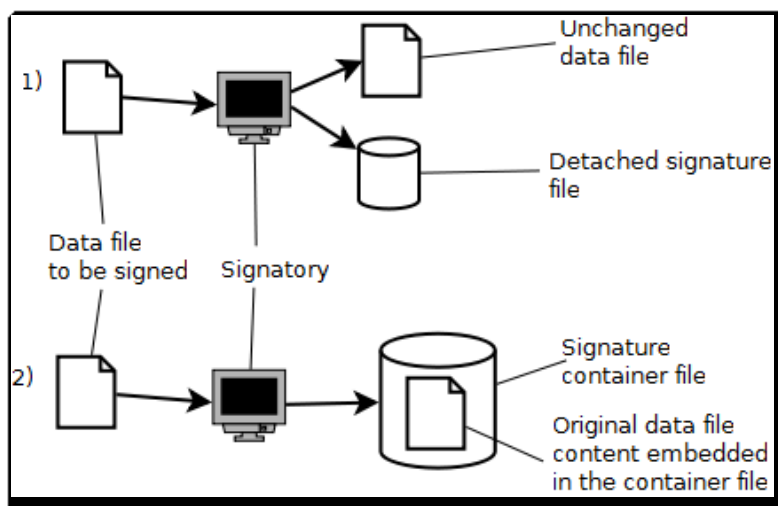 Unchanged
data file
1)
Detached signature
file
Data file
to be signed
Signatory
2)
Signature
container file
Original data file
content embedded
in the container file